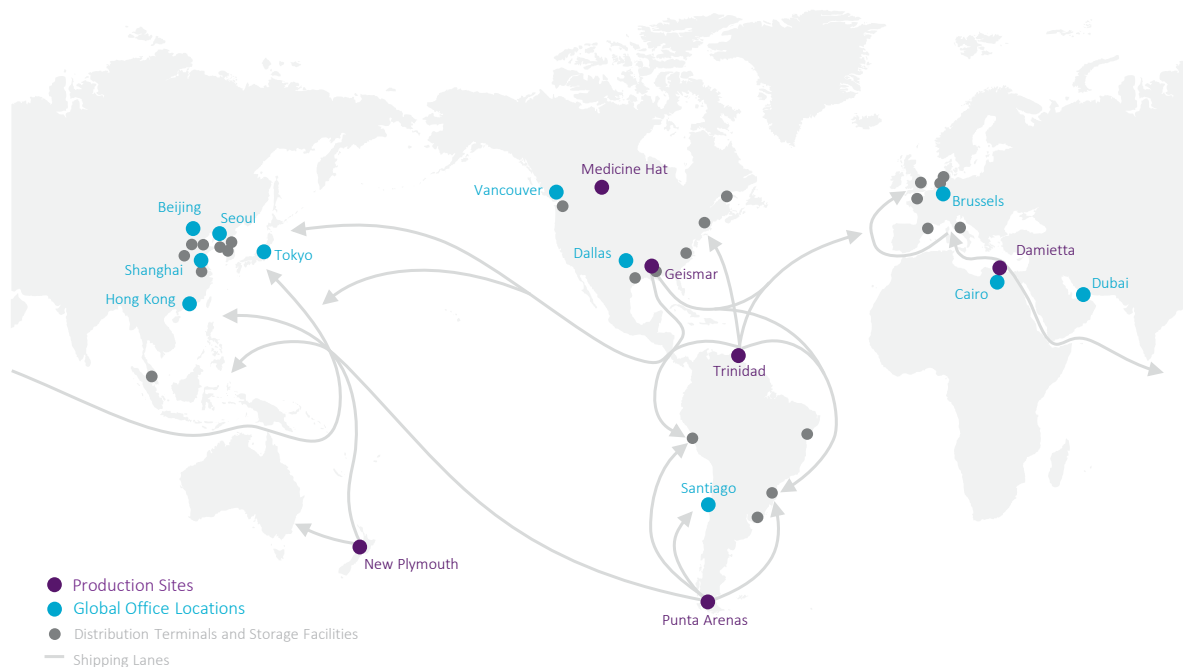 Medicine Hat
Vancouver
Beijing
Seoul
Brussels
Tokyo
Dallas
Damietta
Shanghai
Geismar
Dubai
Hong Kong
Cairo
Trinidad
Santiago
New Plymouth
Punta Arenas
Production Sites
Global Office Locations
Distribution Terminals and Storage Facilities
Shipping Lanes